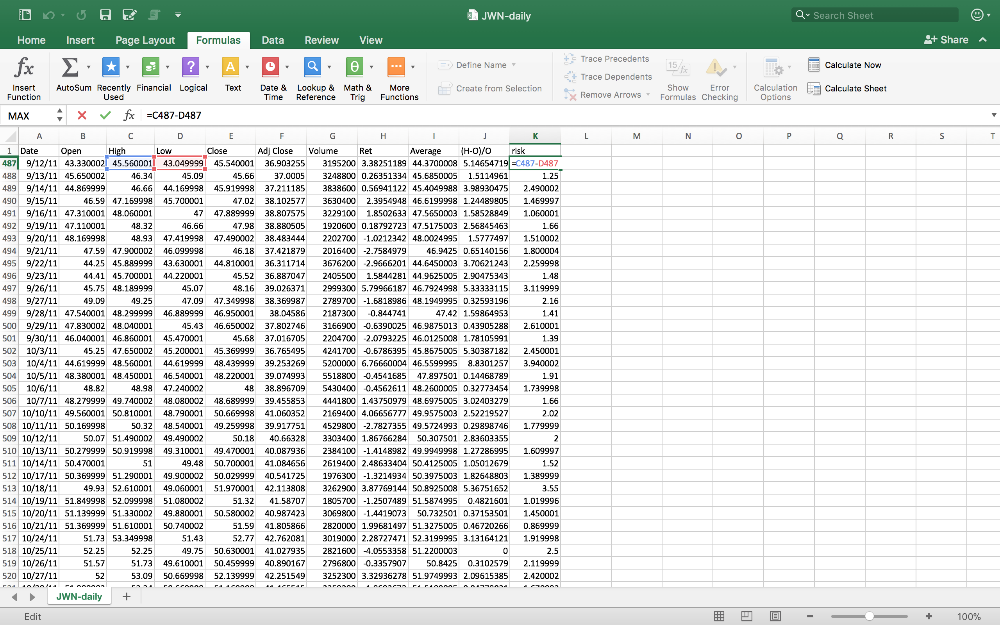 JWN-daily
Search Sheet
Home Insert Page Layout Formulas Data Review View Share
Insert Function AutoSum Recently Used Financial Logical Text Date & Time Lookup & Reference Math & Trig More Functions Define Name Create from Selection Trace Precedents Trace Dependents Remove Arrows Show Formulas Error Checking Calculation Options Calculate Now Calculate Sheet
MAX fx =C487-D487
A B C D E F G H I J K L M N O P Q R S T
1 Date Open High Low Close Adj Close Volume Ret Average (H-O)/O risk
487 9/12/11 43.330002 45.560001 43.049999 45.540001 36.903255 3195200 3.38251189 44.3700008 5.14654719 =C487-D487
488 9/13/11 45.650002 46.34 45.09 45.66 37.0005 3248800 0.26351334 45.6850005 1.5114961 1.25
489 9/14/11 44.869999 46.66 44.169998 45.919998 37.211185 3838600 0.56941122 45.4049988 3.98930475 2.490002
490 9/15/11 46.59 47.169998 45.700001 47.02 38.102577 3630400 2.3954948 46.6199998 1.24489805 1.469997
491 9/16/11 47.310001 48.060001 47 47.889999 38.807575 3229100 1.8502633 47.5650003 1.58528849 1.060001
492 9/19/11 47.110001 48.32 46.66 47.98 38.880505 1920600 0.18792723 47.5175003 2.56845463 1.66
493 9/20/11 48.169998 48.93 47.419998 47.490002 38.483444 2202700 -1.0212342 48.0024995 1.5777497 1.510002
494 9/21/11 47.59 47.900002 46.099998 46.18 37.421879 2016400 -2.7584979 46.9425 0.65140156 1.800004
495 9/22/11 44.25 45.889999 43.630001 44.810001 36.311714 3676200 -2.9666201 44.6450003 3.70621243 2.259998
496 9/23/11 44.41 45.700001 44.220001 45.52 36.887047 2405500 1.5844281 44.9625005 2.90475343 1.48
497 9/26/11 45.75 48.189999 45.07 48.16 39.026371 2999300 5.79966187 46.7924998 5.33333115 3.119999
498 9/27/11 49.09 49.25 47.09 47.349998 38.369987 2789700 -1.6818986 48.1949995 0.32593196 2.16
499 9/28/11 47.540001 48.299999 46.889999 46.950001 38.04586 2187300 -0.844741 47.42 1.59864953 1.41
500 9/29/11 47.830002 48.040001 45.43 46.650002 37.802746 3166900 -0.6390025 46.9875013 0.43905288 2.610001
501 9/30/11 46.040001 46.860001 45.470001 45.68 37.016705 2204700 -2.0793225 46.0125008 1.78105991 1.39
502 10/3/11 45.25 47.650002 45.200001 45.369999 36.765495 4241700 -0.6786395 45.8675005 5.30387182 2.450001
503 10/4/11 44.619999 48.560001 44.619999 48.439999 39.253269 5200000 6.76660004 46.5599995 8.8301257 3.940002
504 10/5/11 48.380001 48.450001 46.540001 48.220001 39.074993 5518800 -0.4541685 47.897501 0.14468789 1.91
505 10/6/11 48.82 48.98 47.240002 48 38.896709 5430400 -0.4562611 48.2600005 0.32773454 1.739998
506 10/7/11 48.279999 49.740002 48.080002 48.689999 39.455853 4441800 1.43750979 48.6975005 3.02403279 1.66
507 10/10/11 49.560001 50.810001 48.790001 50.669998 41.060352 2169400 4.06656777 49.9575003 2.52219527 2.02
508 10/11/11 50.169998 50.32 48.540001 49.259998 39.917751 4529800 -2.7827355 49.5724993 0.29898746 1.779999
509 10/12/11 50.07 51.490002 49.490002 50.18 40.66328 3303400 1.86766284 50.307501 2.83603355 2
510 10/13/11 50.279999 50.919998 49.310001 49.470001 40.087936 2384100 -1.4148982 49.9949998 1.27286995 1.609997
511 10/14/11 50.470001 51 49.48 50.700001 41.084656 2619400 2.48633404 50.4125005 1.05012679 1.52
512 10/17/11 50.369999 51.290001 49.900002 50.029999 40.541725 1976300 -1.3214934 50.3975003 1.82648803 1.389999
513 10/18/11 49.93 52.610001 49.060001 51.970001 42.113808 3262900 3.87769144 50.8925008 5.36751652 3.55
514 10/19/11 51.849998 52.099998 51.080002 51.32 41.58707 1805700 -1.2507489 51.5874995 0.4821601 1.019996
515 10/20/11 51.139999 51.330002 49.880001 50.580002 40.987423 3069800 -1.4419073 50.732501 0.37153501 1.450001
516 10/21/11 51.369999 51.610001 50.740002 51.59 41.805866 2820000 1.99681497 51.3275005 0.46720266 0.869999
517 10/24/11 51.73 53.349998 51.43 52.77 42.762081 3019000 2.28727471 52.3199995 3.13164121 1.919998
518 10/25/11 52.25 52.25 49.75 50.630001 41.027935 2821600 -4.0553358 51.2200003 0 2.5
519 10/26/11 51.57 51.73 49.610001 50.459999 40.890167 2796800 -0.3357907 50.8425 0.3102579 2.119999
520 10/27/11 52 53.09 50.669998 52.139999 42.251549 3252300 3.32936278 51.9749993 2.09615385 2.420002
JWN-daily
Edit 100%